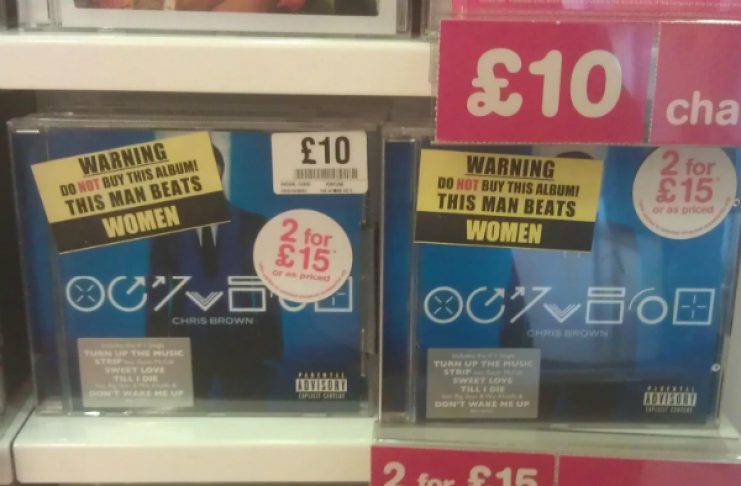 £10
cha
WARNING
DO NOT BUY THIS ALBUM!
THIS MAN BEATS
WOMEN
£10
2 for
£15
or as priced
CHRIS BROWN
TURN UP THE MUSIC
STRIP
SWEET LOVE
TILL I DIE
DON'T WAKE ME UP
PARENTAL
ADVISORY
EXPLICIT CONTENT
WARNING
DO NOT BUY THIS ALBUM!
THIS MAN BEATS
WOMEN
2 for
£15
or as priced
CHRIS BROWN
TURN UP THE MUSIC
STRIP
SWEET LOVE
TILL I DIE
DON'T WAKE ME UP
PARENTAL
ADVISORY
EXPLICIT CONTENT
2 for £15